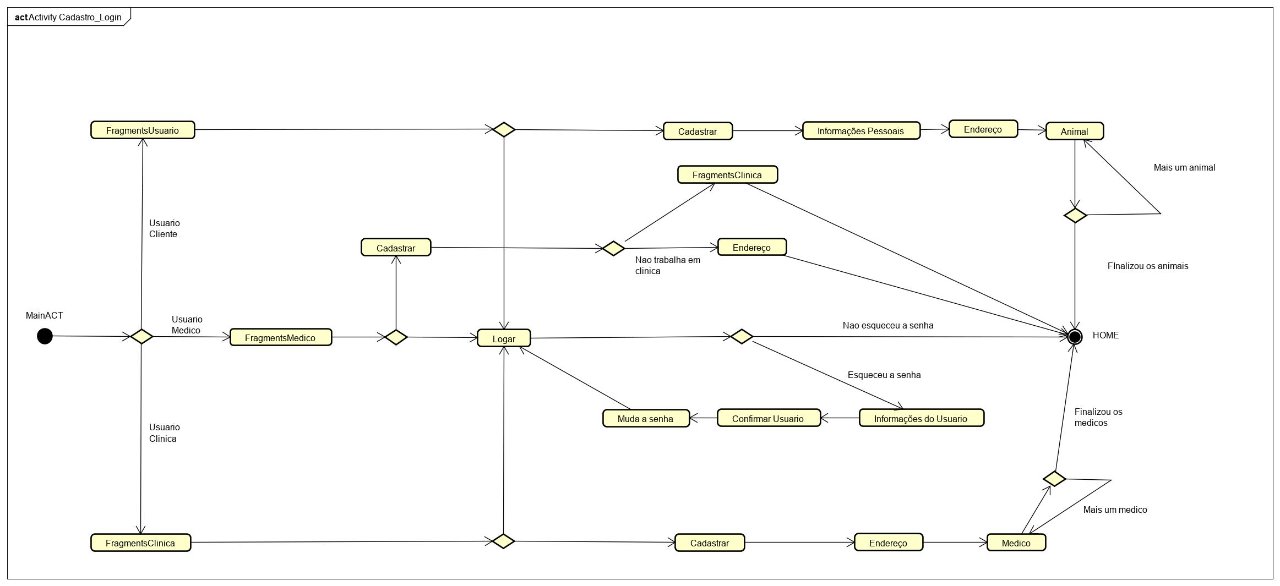 act Activity Cadastro_Login
FragmentsUsuario
Cadastrar
Informações Pessoais
Endereço
Animal
Mais um animal
FragmentsClinica
Usuario
Cliente
Cadastrar
Nao trabalha em
clinica
Endereço
FInalizou os animais
MainACT
Usuario
Medico
FragmentsMedico
Logar
Nao esqueceu a senha
HOME
Esqueceu a senha
Muda a senha
Confirmar Usuario
Informações do Usuario
Finalizou os
medicos
Usuario
Clinica
Mais um medico
FragmentsClinica
Cadastrar
Endereço
Medico